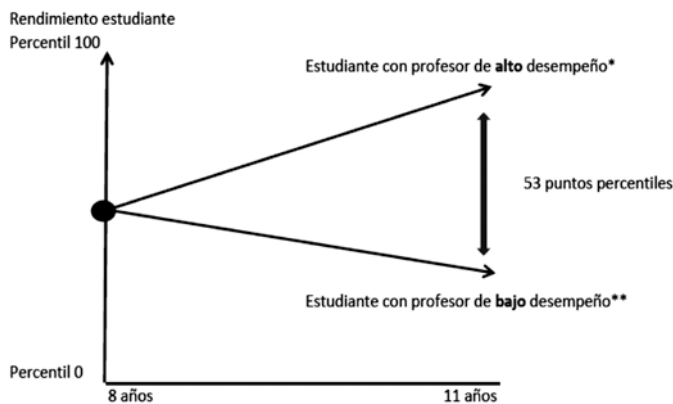 Rendimiento estudiante
Percentil 100
Estudiante con profesor de alto desempeño*
53 puntos percentiles
Estudiante con profesor de bajo desempeño**
Percentil 0
8 años
11 años